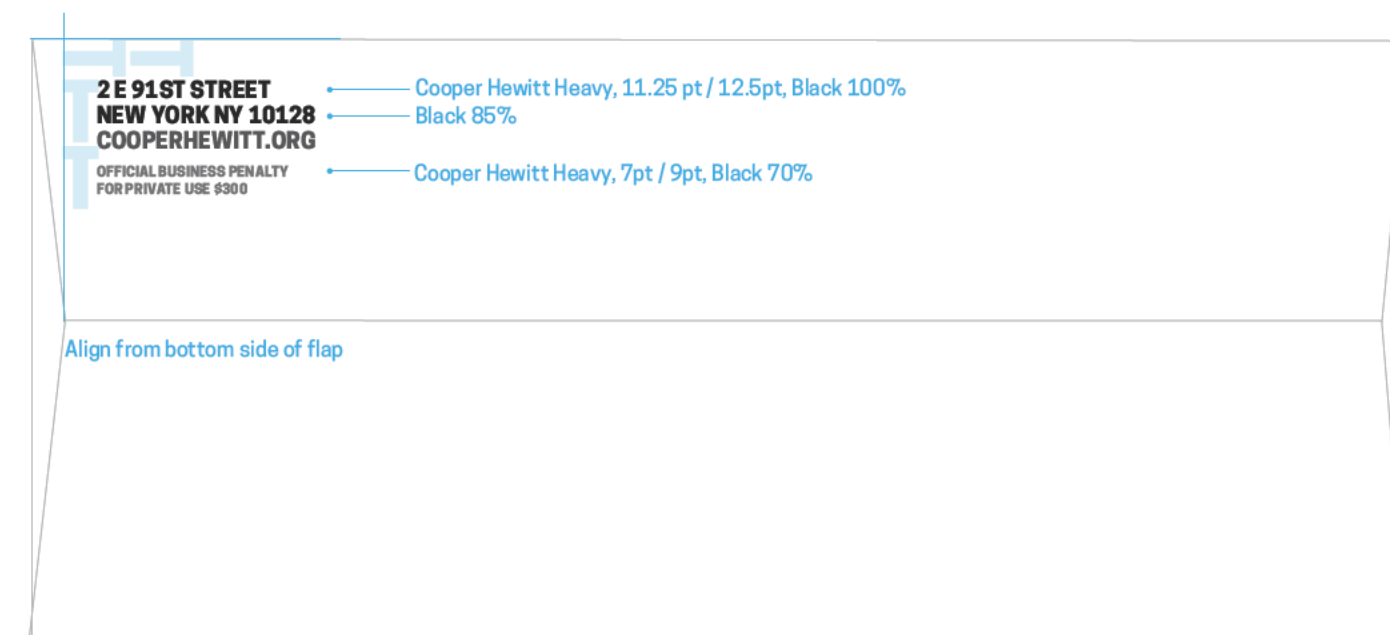 2 E 91ST STREET
Cooper Hewitt Heavy, 11.25 pt / 12.5pt, Black 100%
NEW YORK NY 10128
Black 85%
COOPERHEWITT.ORG
OFFICIAL BUSINESS PENALTY
FOR PRIVATE USE $300
Cooper Hewitt Heavy, 7pt / 9pt, Black 70%
Align from bottom side of flap